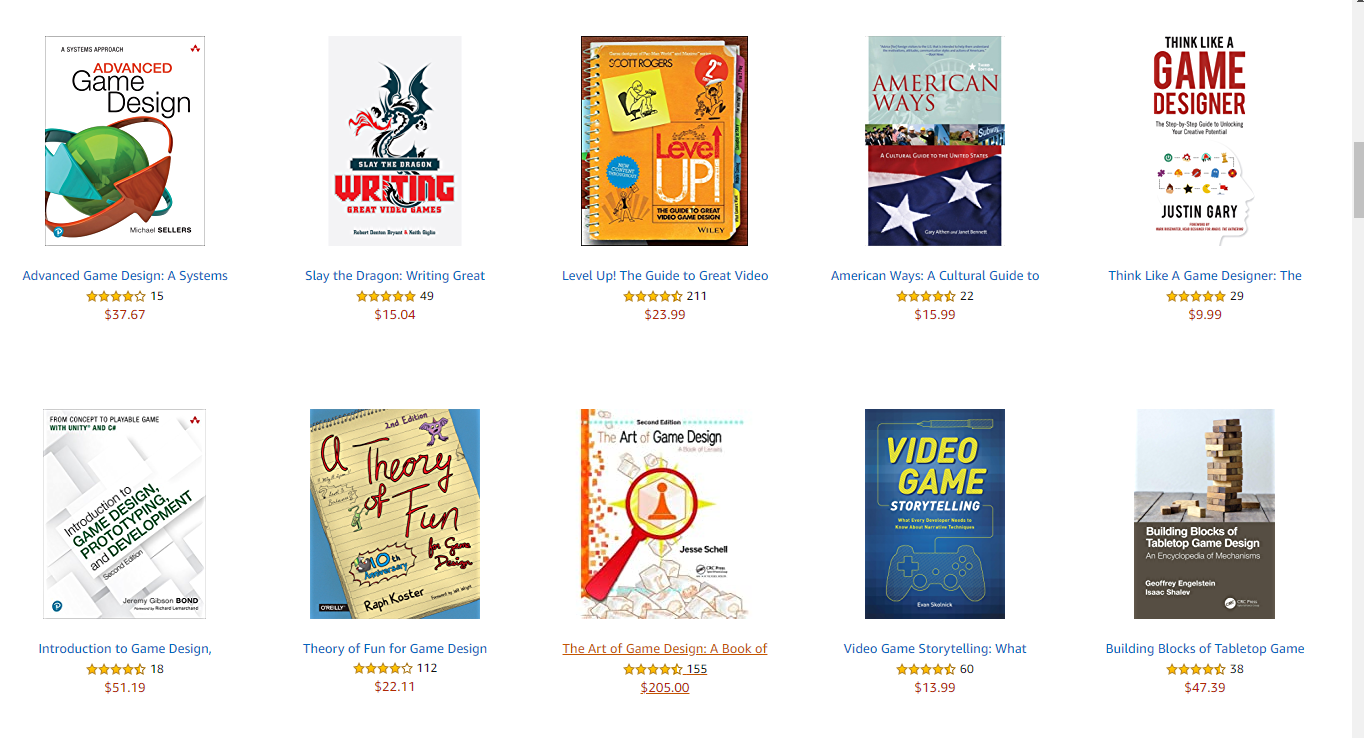 A SYSTEMS APPROACH
ADVANCED
Game
Design
Michael SELLERS
Advanced Game Design: A Systems
15
$37.67
SLAY THE DRAGON
WRITING
GREAT VIDEO GAMES
Robert Denton Bryant & Keith Giglio
Slay the Dragon: Writing Great
49
$15.04
SCOTT ROGERS
2ND
NEW
CONTENT
THROUGHOUT
Level
UP!
THE GUIDE TO GREAT
VIDEO GAME DESIGN
WILEY
Level Up! The Guide to Great Video
211
$23.99
AMERICAN
WAYS
A CULTURAL GUIDE TO THE UNITED STATES
Gary Althen and Janet Bennett
American Ways: A Cultural Guide to
22
$15.99
THINK LIKE A
GAME
DESIGNER
The Step-by-Step Guide to Unlocking
Your Creative Potential
JUSTIN GARY
Think Like A Game Designer: The
29
$9.99
FROM CONCEPT TO PLAYABLE GAME
WITH UNITY® AND C#
Introduction to
GAME DESIGN,
PROTOTYPING,
and DEVELOPMENT
Second Edition
Jeremy Gibson BOND
Foreword by Richard Lemarchand
Introduction to Game Design,
18
$51.19
2nd Edition
A Theory
of Fun
for Game
Design
10th
Anniversary
O'REILLY
Raph Koster
Foreword by Will Wright
Theory of Fun for Game Design
112
$22.11
Second Edition
The Art of Game Design
A Book of Lenses
Jesse Schell
CRC Press
The Art of Game Design: A Book of
155
$205.00
VIDEO
GAME
STORYTELLING
What Every Developer Needs to
Know About Narrative Techniques
Evan Skolnick
Video Game Storytelling: What
60
$13.99
Building Blocks of
Tabletop Game Design
An Encyclopedia of Mechanisms
Geoffrey Engelstein
Isaac Shalev
CRC Press
Building Blocks of Tabletop Game
38
$47.39